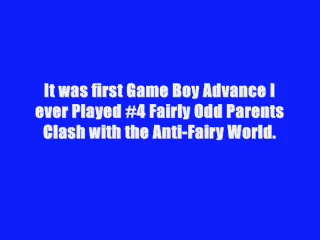 It was first Game Boy Advance I
ever Played #4 Fairly Odd Parents
Clash with the Anti-Fairy World.